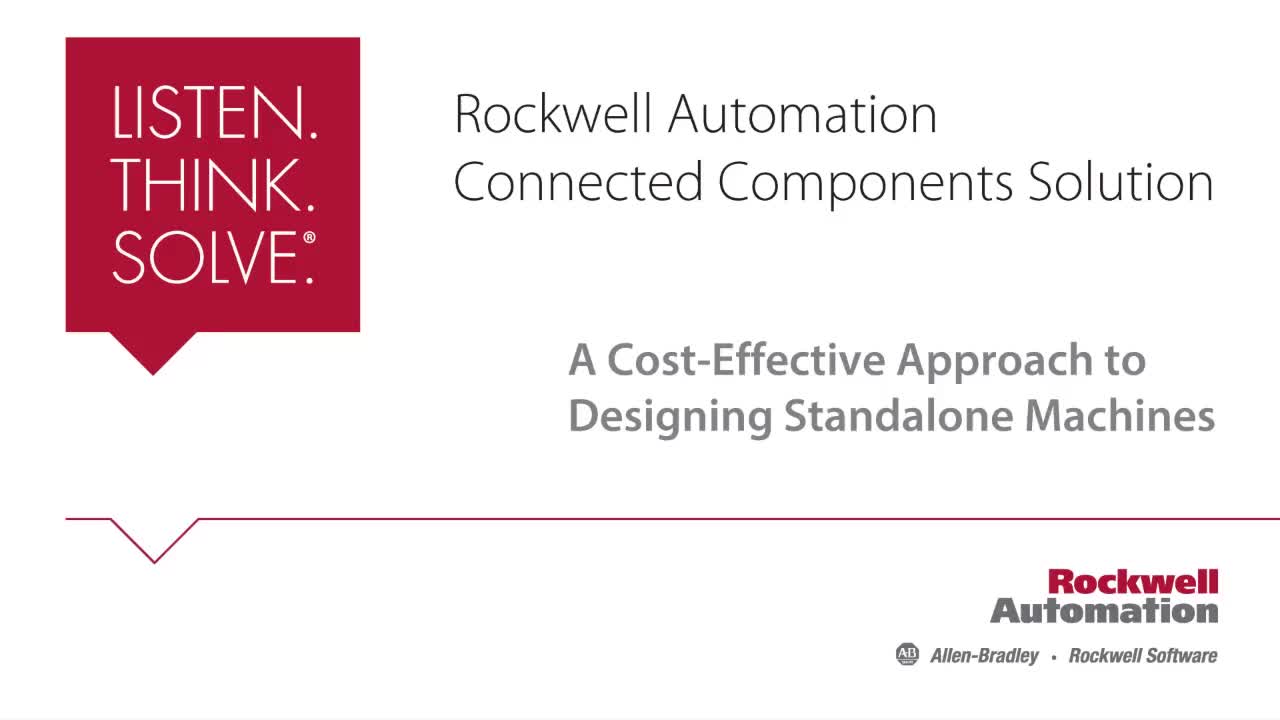 LISTEN.
THINK.
SOLVE.®
Rockwell Automation
Connected Components Solution
A Cost-Effective Approach to
Designing Standalone Machines
Rockwell
Automation
AB Allen-Bradley • Rockwell Software